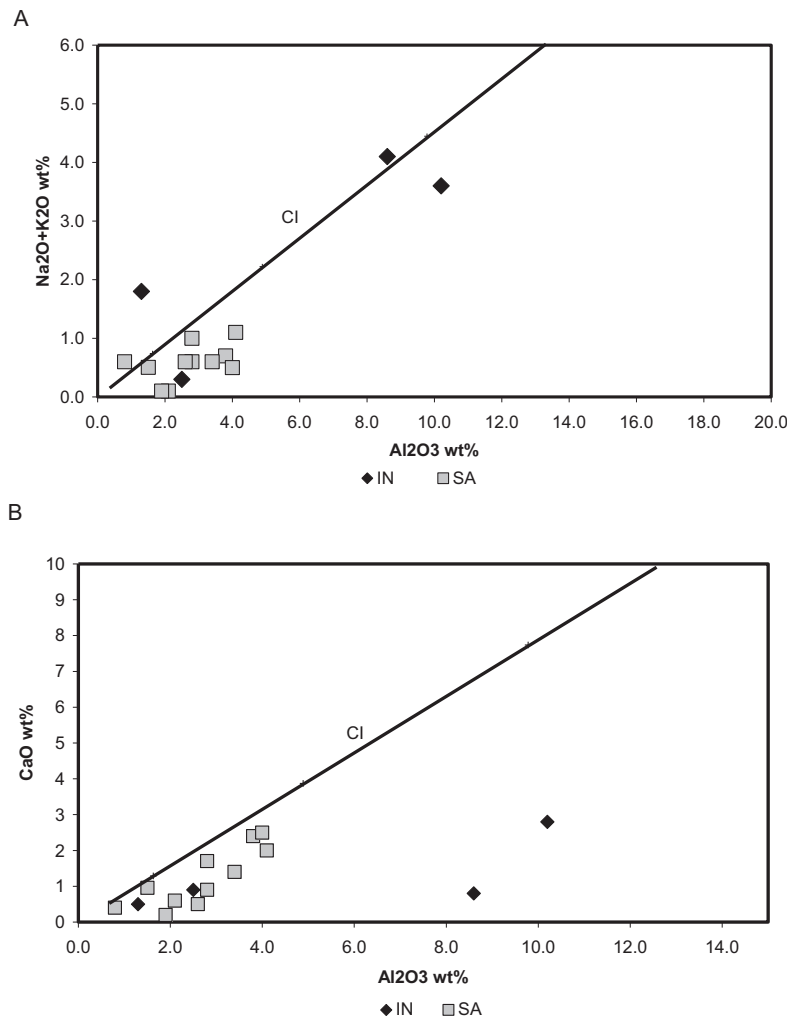 A
6.0
5.0
4.0
3.0
2.0
1.0
0.0
Na2O+K2O wt%
CI
0.0 2.0 4.0 6.0 8.0 10.0 12.0 14.0 16.0 18.0 20.0
Al2O3 wt%
IN SA
B
10
9
8
7
6
5
4
3
2
1
0
CaO wt%
CI
0.0 2.0 4.0 6.0 8.0 10.0 12.0 14.0
Al2O3 wt%
IN SA